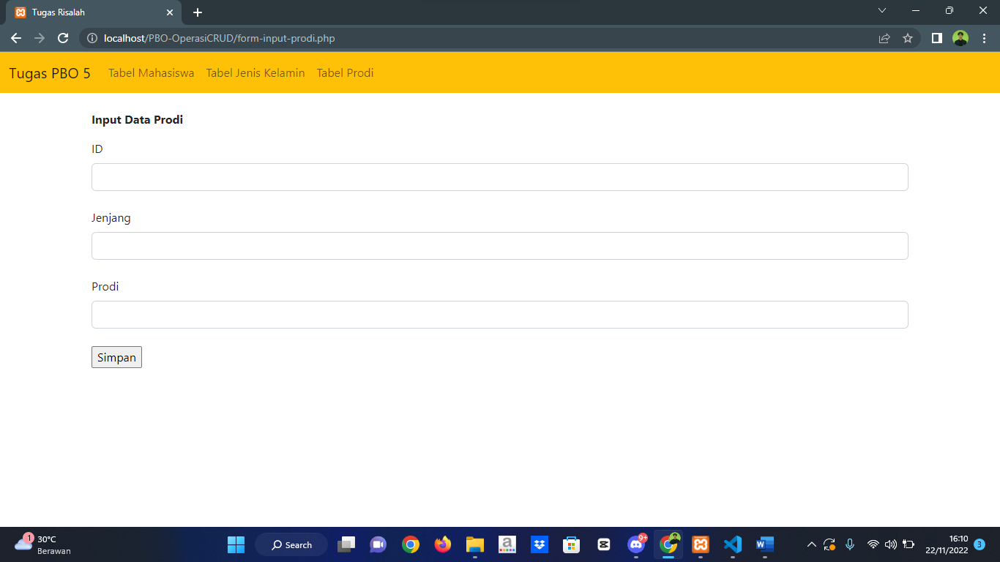 Tugas Risalah
localhost/PBO-OperasiCRUD/form-input-prodi.php
Tugas PBO 5 Tabel Mahasiswa Tabel Jenis Kelamin Tabel Prodi
Input Data Prodi
ID
Jenjang
Prodi
Simpan
1 30°C
Berawan
Search
a
9+
W
16:10
22/11/2022
3